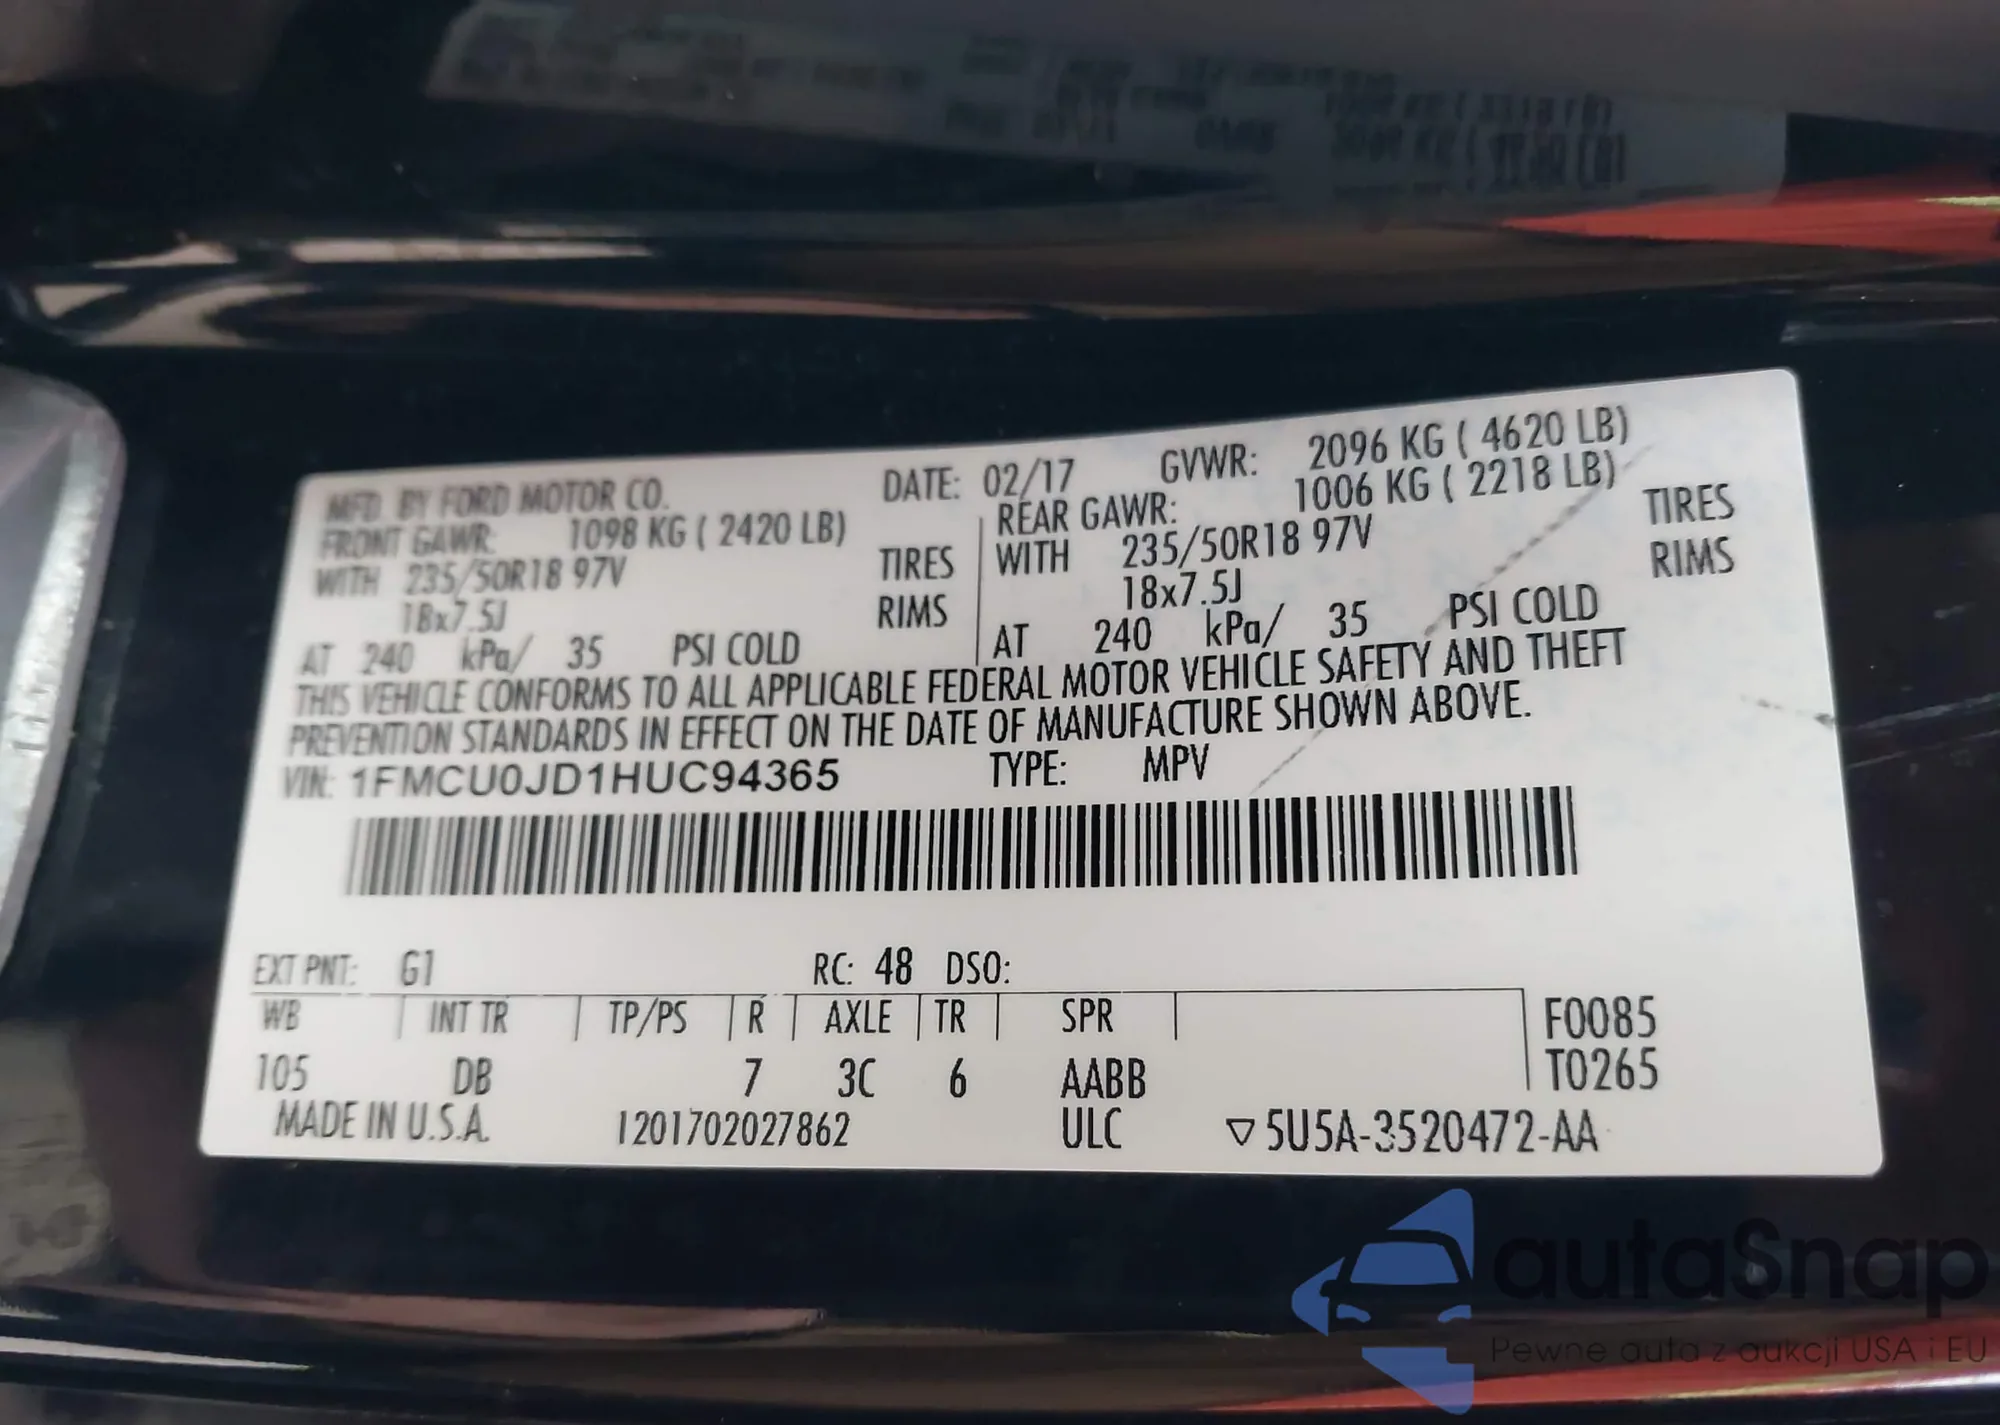 MFD. BY FORD MOTOR CO. DATE: 02/17 GVWR: 2096 KG ( 4620 LB)
FRONT GAWR: 1098 KG ( 2420 LB) REAR GAWR: 1006 KG ( 2218 LB)
WITH 235/50R18 97V TIRES WITH 235/50R18 97V TIRES
18x7.5J RIMS 18x7.5J RIMS
AT 240 kPa/ 35 PSI COLD AT 240 kPa/ 35 PSI COLD
THIS VEHICLE CONFORMS TO ALL APPLICABLE FEDERAL MOTOR VEHICLE SAFETY AND THEFT
PREVENTION STANDARDS IN EFFECT ON THE DATE OF MANUFACTURE SHOWN ABOVE.
VIN: 1FMCU0JD1HUC94365 TYPE: MPV
EXT PNT: G1 RC: 48 DSO:
WB INT TR TP/PS R AXLE TR SPR F0085
105 DB 7 3C 6 AABB T0265
MADE IN U.S.A. 1201702027862 ULC ▽5U5A-3520472-AA
autaSnap
Pewne auta z aukcji USA i EU